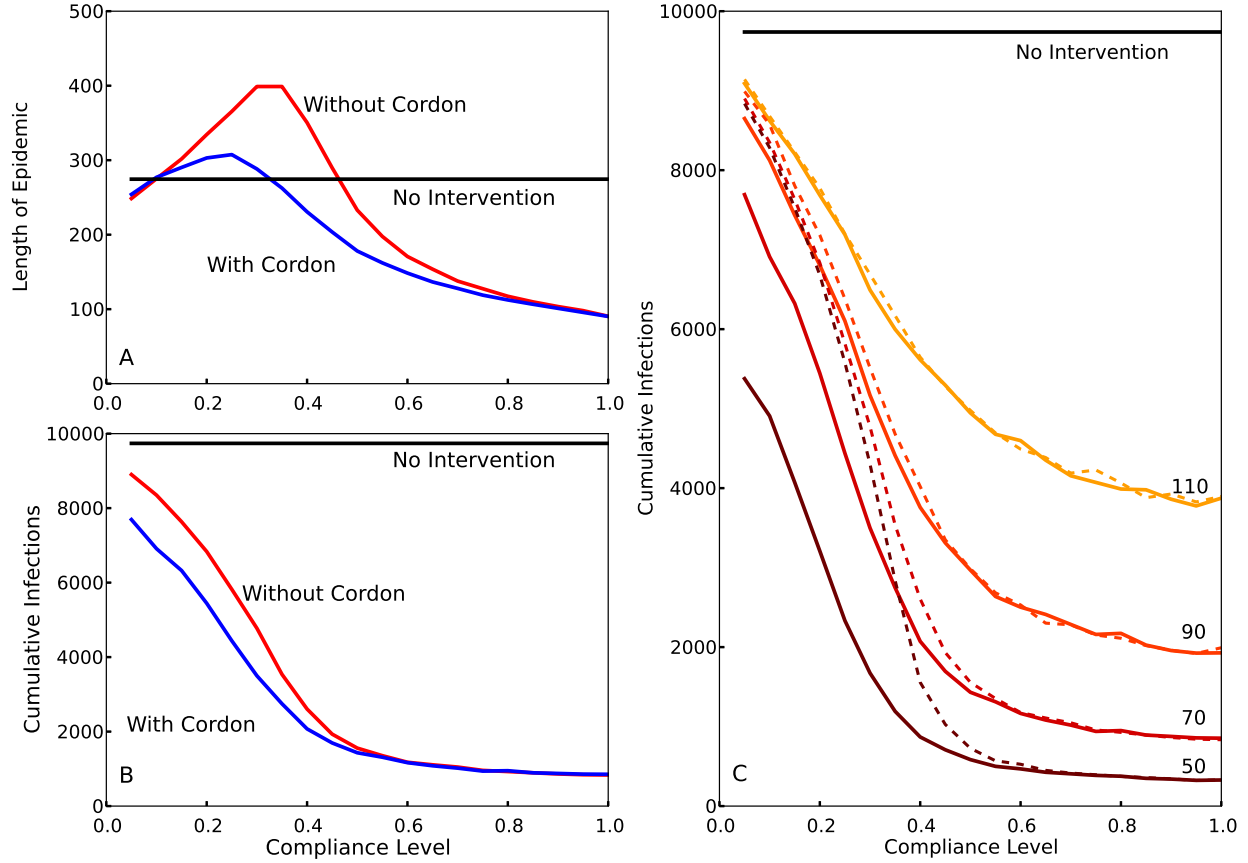 500
400
300
200
100
0
Length of Epidemic
Without Cordon
No Intervention
With Cordon
A
0.0 0.2 0.4 0.6 0.8 1.0
10000
8000
6000
4000
2000
0
Cumulative Infections
No Intervention
Without Cordon
With Cordon
B
0.0 0.2 0.4 0.6 0.8 1.0
Compliance Level
10000
8000
6000
4000
2000
0
Cumulative Infections
No Intervention
110
90
70
50
C
0.0 0.2 0.4 0.6 0.8 1.0
Compliance Level